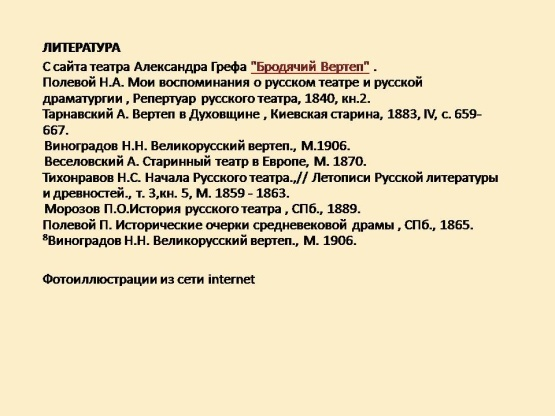 ЛИТЕРАТУРА
С сайта театра Александра Грефа "Бродячий Вертеп" .
Полевой Н.А. Мои воспоминания о русском театре и русской
драматургии , Репертуар русского театра, 1840, кн.2.
Тарнавский А. Вертеп в Духовщине , Киевская старина, 1883, IV, с. 659-
667.
Виноградов Н.Н. Великорусский вертеп., М.1906.
Веселовский А. Старинный театр в Европе, М. 1870.
Тихонравов Н.С. Начала Русского театра.,// Летописи Русской литературы
и древностей., т. 3,кн. 5, М. 1859 - 1863.
Морозов П.О.История русского театра , СПб., 1889.
Полевой П. Исторические очерки средневековой драмы , СПб., 1865.
⁸Виноградов Н.Н. Великорусский вертеп., М. 1906.
Фотоиллюстрации из сети internet